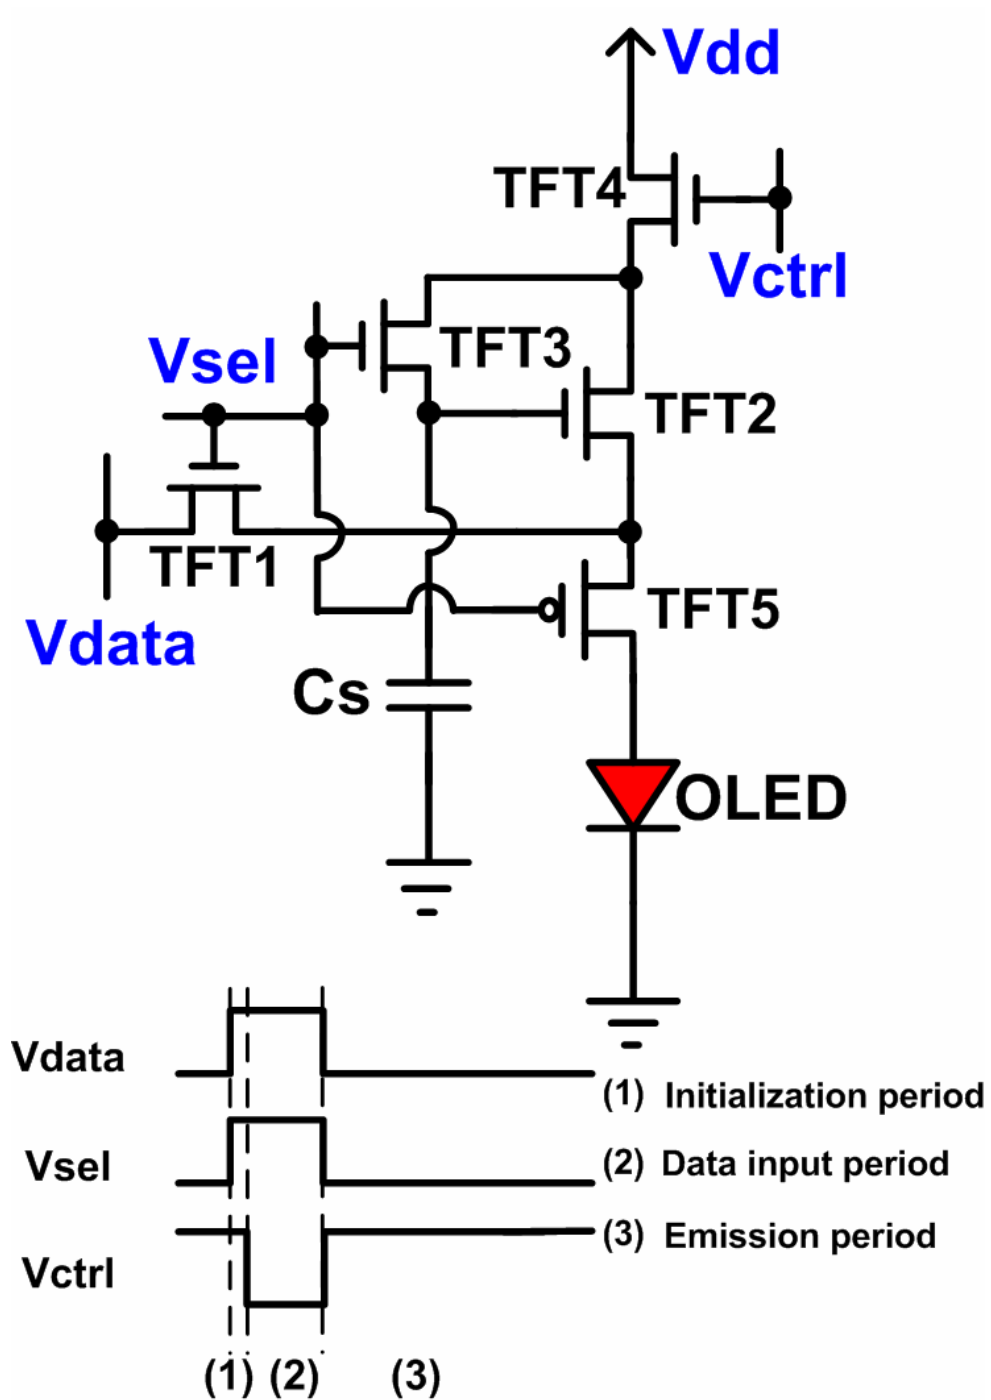 Vdd
TFT4
Vctrl
TFT3
Vsel
TFT2
TFT1
TFT5
Vdata
Cs
OLED
Vdata
(1) Initialization period
Vsel
(2) Data input period
(3) Emission period
Vctrl
(1) (2) (3)